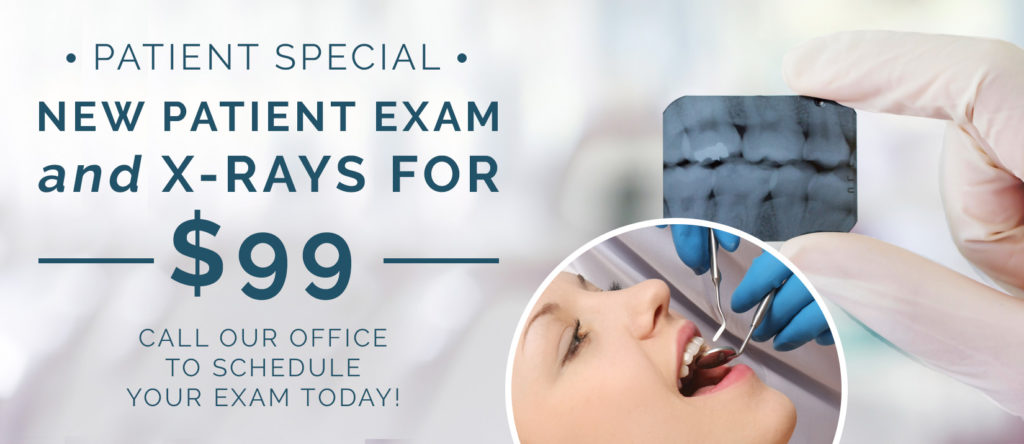 • PATIENT SPECIAL •
NEW PATIENT EXAM
and X-RAYS FOR
$99
CALL OUR OFFICE
TO SCHEDULE
YOUR EXAM TODAY!